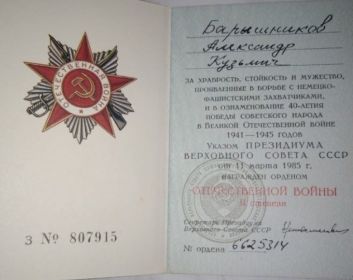 ОТЕЧЕСТВЕННАЯ ВОЙНА
З № 807915
Барышников
Александр
Кузьмич
ЗА ХРАБРОСТЬ, СТОЙКОСТЬ И МУЖЕСТВО,
ПРОЯВЛЕННЫЕ В БОРЬБЕ С НЕМЕЦКО-
ФАШИСТСКИМИ ЗАХВАТЧИКАМИ,
И В ОЗНАМЕНОВАНИЕ 40-ЛЕТИЯ
ПОБЕДЫ СОВЕТСКОГО НАРОДА
В ВЕЛИКОЙ ОТЕЧЕСТВЕННОЙ ВОЙНЕ
1941—1945 ГОДОВ
УКАЗОМ ПРЕЗИДИУМА
ВЕРХОВНОГО СОВЕТА СССР
от 11 марта 1985 г.
НАГРАЖДЕН ОРДЕНОМ
ОТЕЧЕСТВЕННОЙ ВОЙНЫ
II степени
Секретарь Президиума
Верховного Совета СССР
№ ордена 6625314